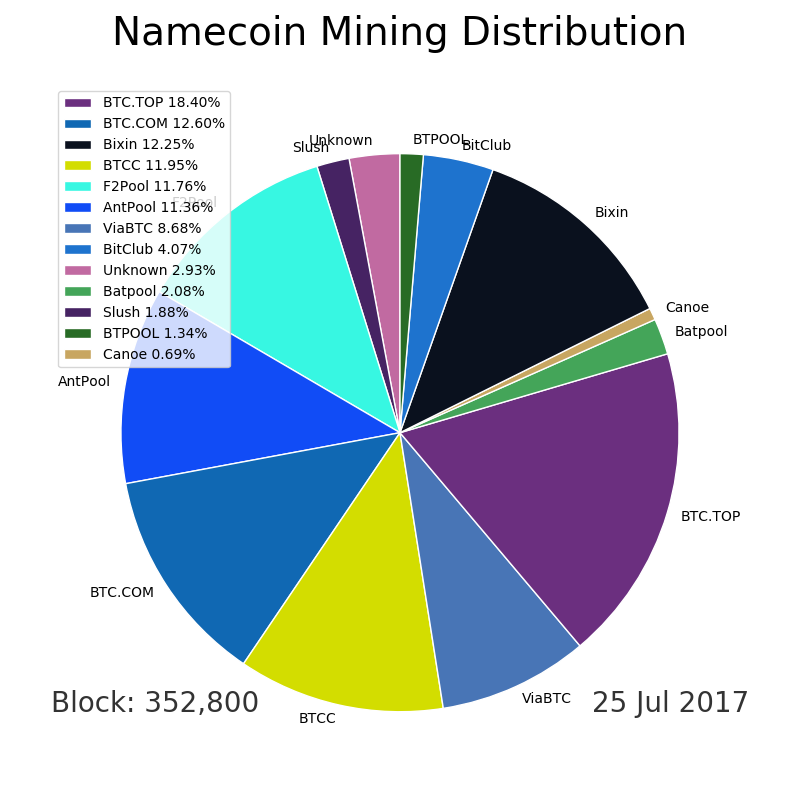 Namecoin Mining Distribution
BTC.TOP 18.40%
BTC.COM 12.60%
Bixin 12.25%
BTCC 11.95%
F2Pool 11.76%
AntPool 11.36%
ViaBTC 8.68%
BitClub 4.07%
Unknown 2.93%
Batpool 2.08%
Slush 1.88%
BTPOOL 1.34%
Canoe 0.69%
Unknown
BTPOOL
BitClub
Slush
F2Pool
Bixin
Canoe
Batpool
AntPool
BTC.TOP
BTC.COM
ViaBTC
BTCC
Block: 352,800
25 Jul 2017